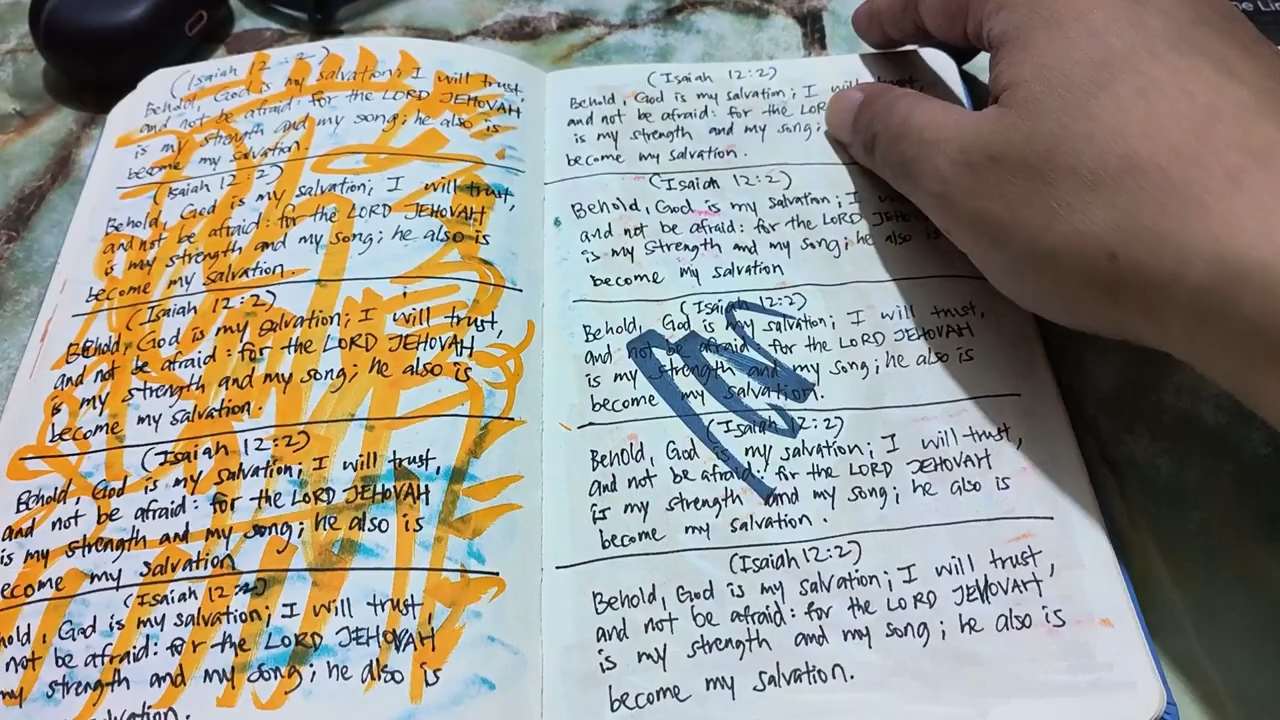 (Isaiah 12:2)
Behold, God is my salvation; I will trust,
and not be afraid: for the LORD JEHOVAH
is my strength and my song; he also is
become my salvation.
(Isaiah 12:2)
Behold, God is my salvation; I will trust,
and not be afraid: for the LORD JEHOVAH
is my strength and my song; he also is
become my salvation.
(Isaiah 12:2)
Behold, God is my salvation; I will trust,
and not be afraid: for the LORD JEHOVAH
is my strength and my song; he also is
become my salvation.
(Isaiah 12:2)
Behold, God is my salvation; I will trust,
and not be afraid: for the LORD JEHOVAH
is my strength and my song; he also is
ecome my salvation
(Isaiah 12:2)
hold, God is my salvation; I will trust,
not be afraid: for the LORD JEHOVAH
my strength and my song; he also is
salvation.
(Isaiah 12:2)
Behold, God is my salvation; I will trust,
and not be afraid: for the LOR
is my strength and my song;
become my salvation.
(Isaiah 12:2)
Behold, God is my salvation; I
and not be afraid: for the LORD JEHO
is my strength and my song; he also is
become my salvation
(Isaiah 12:2)
Behold, God is my salvation; I will trust,
and not be afraid: for the LORD JEHOVAH
is my strength and my song; he also is
become my salvation.
(Isaiah 12:2)
Behold, God is my salvation; I will trust,
and not be afraid: for the LORD JEHOVAH
is my strength and my song; he also is
become my salvation.
(Isaiah 12:2)
Behold, God is my salvation; I will trust,
and not be afraid: for the LORD JEHOVAH
is my strength and my song; he also is
become my salvation.